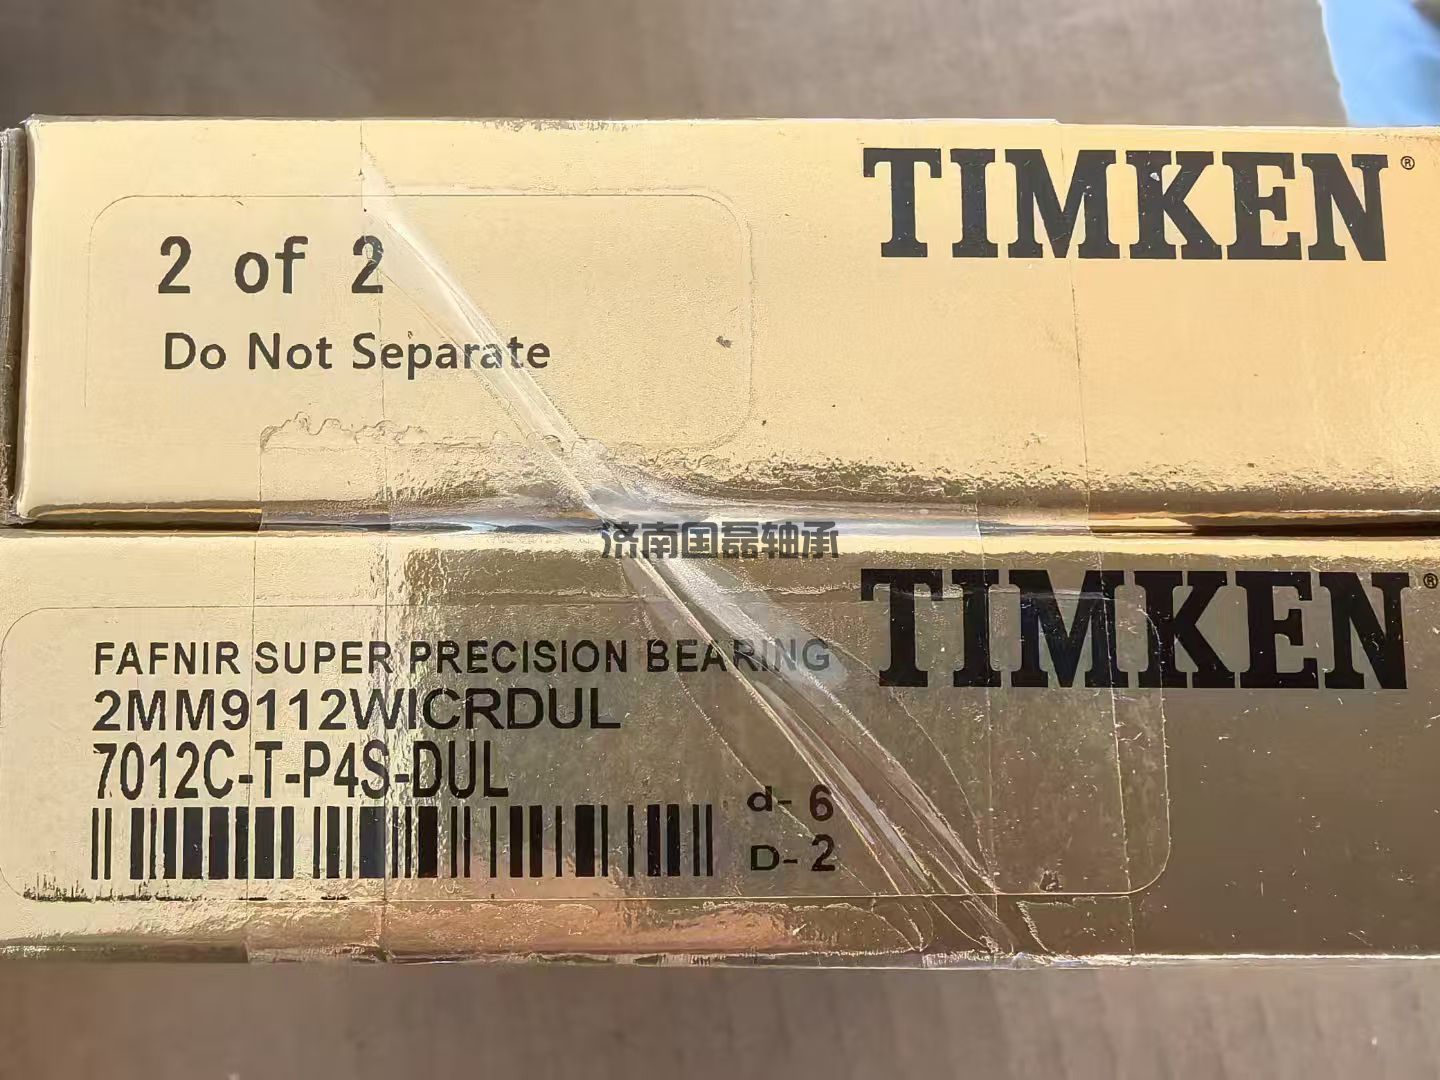 TIMKEN®
2 of 2
Do Not Separate
济南国磊轴承
TIMKEN®
FAFNIR SUPER PRECISION BEARING
2MM9112WICRDUL
7012C-T-P4S-DUL
d- 6
D- 2